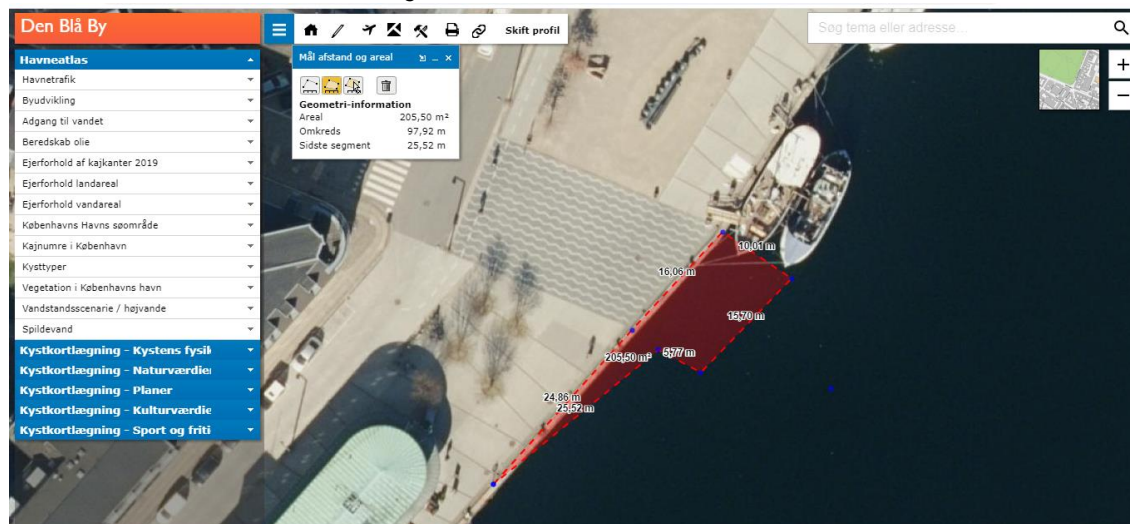 Den Blå By
Skift profil
Søg tema eller adresse...
Havneatlas
Havnetrafik
Byudvikling
Adgang til vandet
Beredskab olie
Ejerforhold af kajkanter 2019
Ejerforhold landareal
Ejerforhold vandareal
Københavns Havns søområde
Kajnumre i København
Kysttyper
Vegetation i Københavns havn
Vandstandsscenarie / højvande
Spildevand
Kystkortlægning - Kystens fysik
Kystkortlægning - Naturværdier
Kystkortlægning - Planer
Kystkortlægning - Kulturværdie
Kystkortlægning - Sport og friti
Mål afstand og areal
Geometri-information
Areal 205,50 m²
Omkreds 97,92 m
Sidste segment 25,52 m
10,01 m
16,06 m
15,70 m
205,50 m²
5,77 m
24,86 m
25,52 m